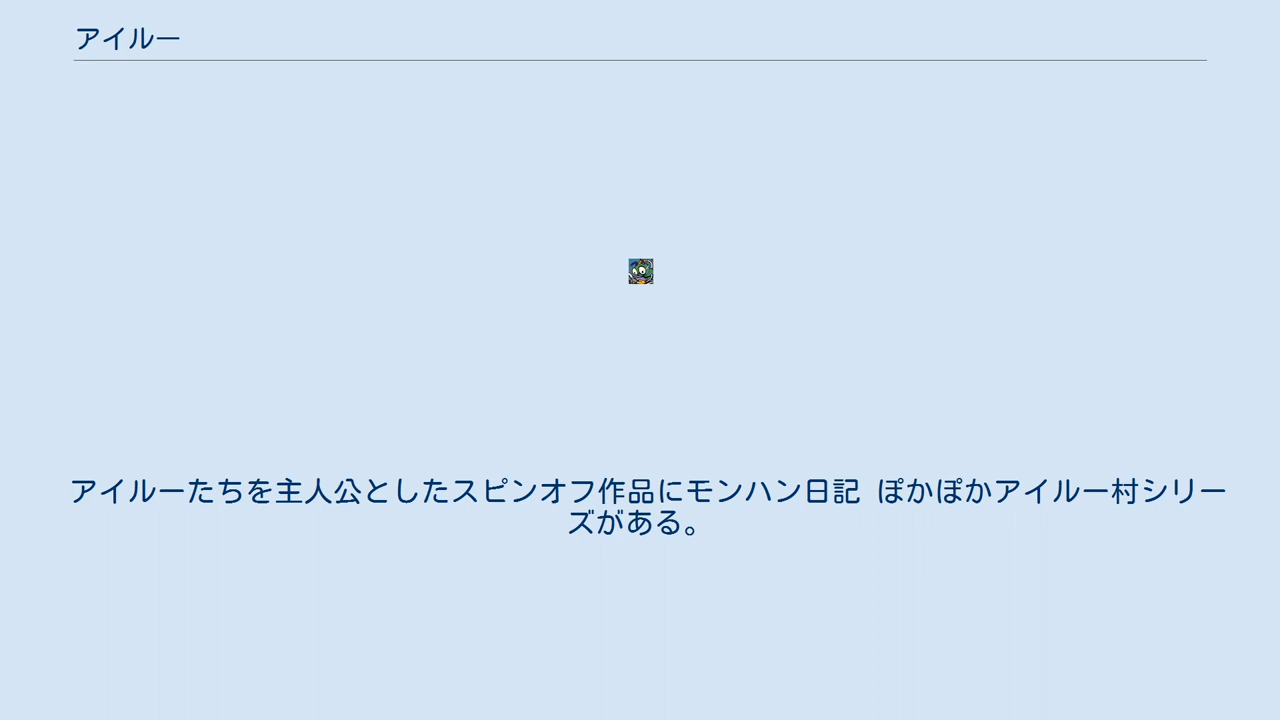 アイルー
アイルーたちを主人公としたスピンオフ作品にモンハン日記 ぽかぽかアイルー村シリー
ズがある。